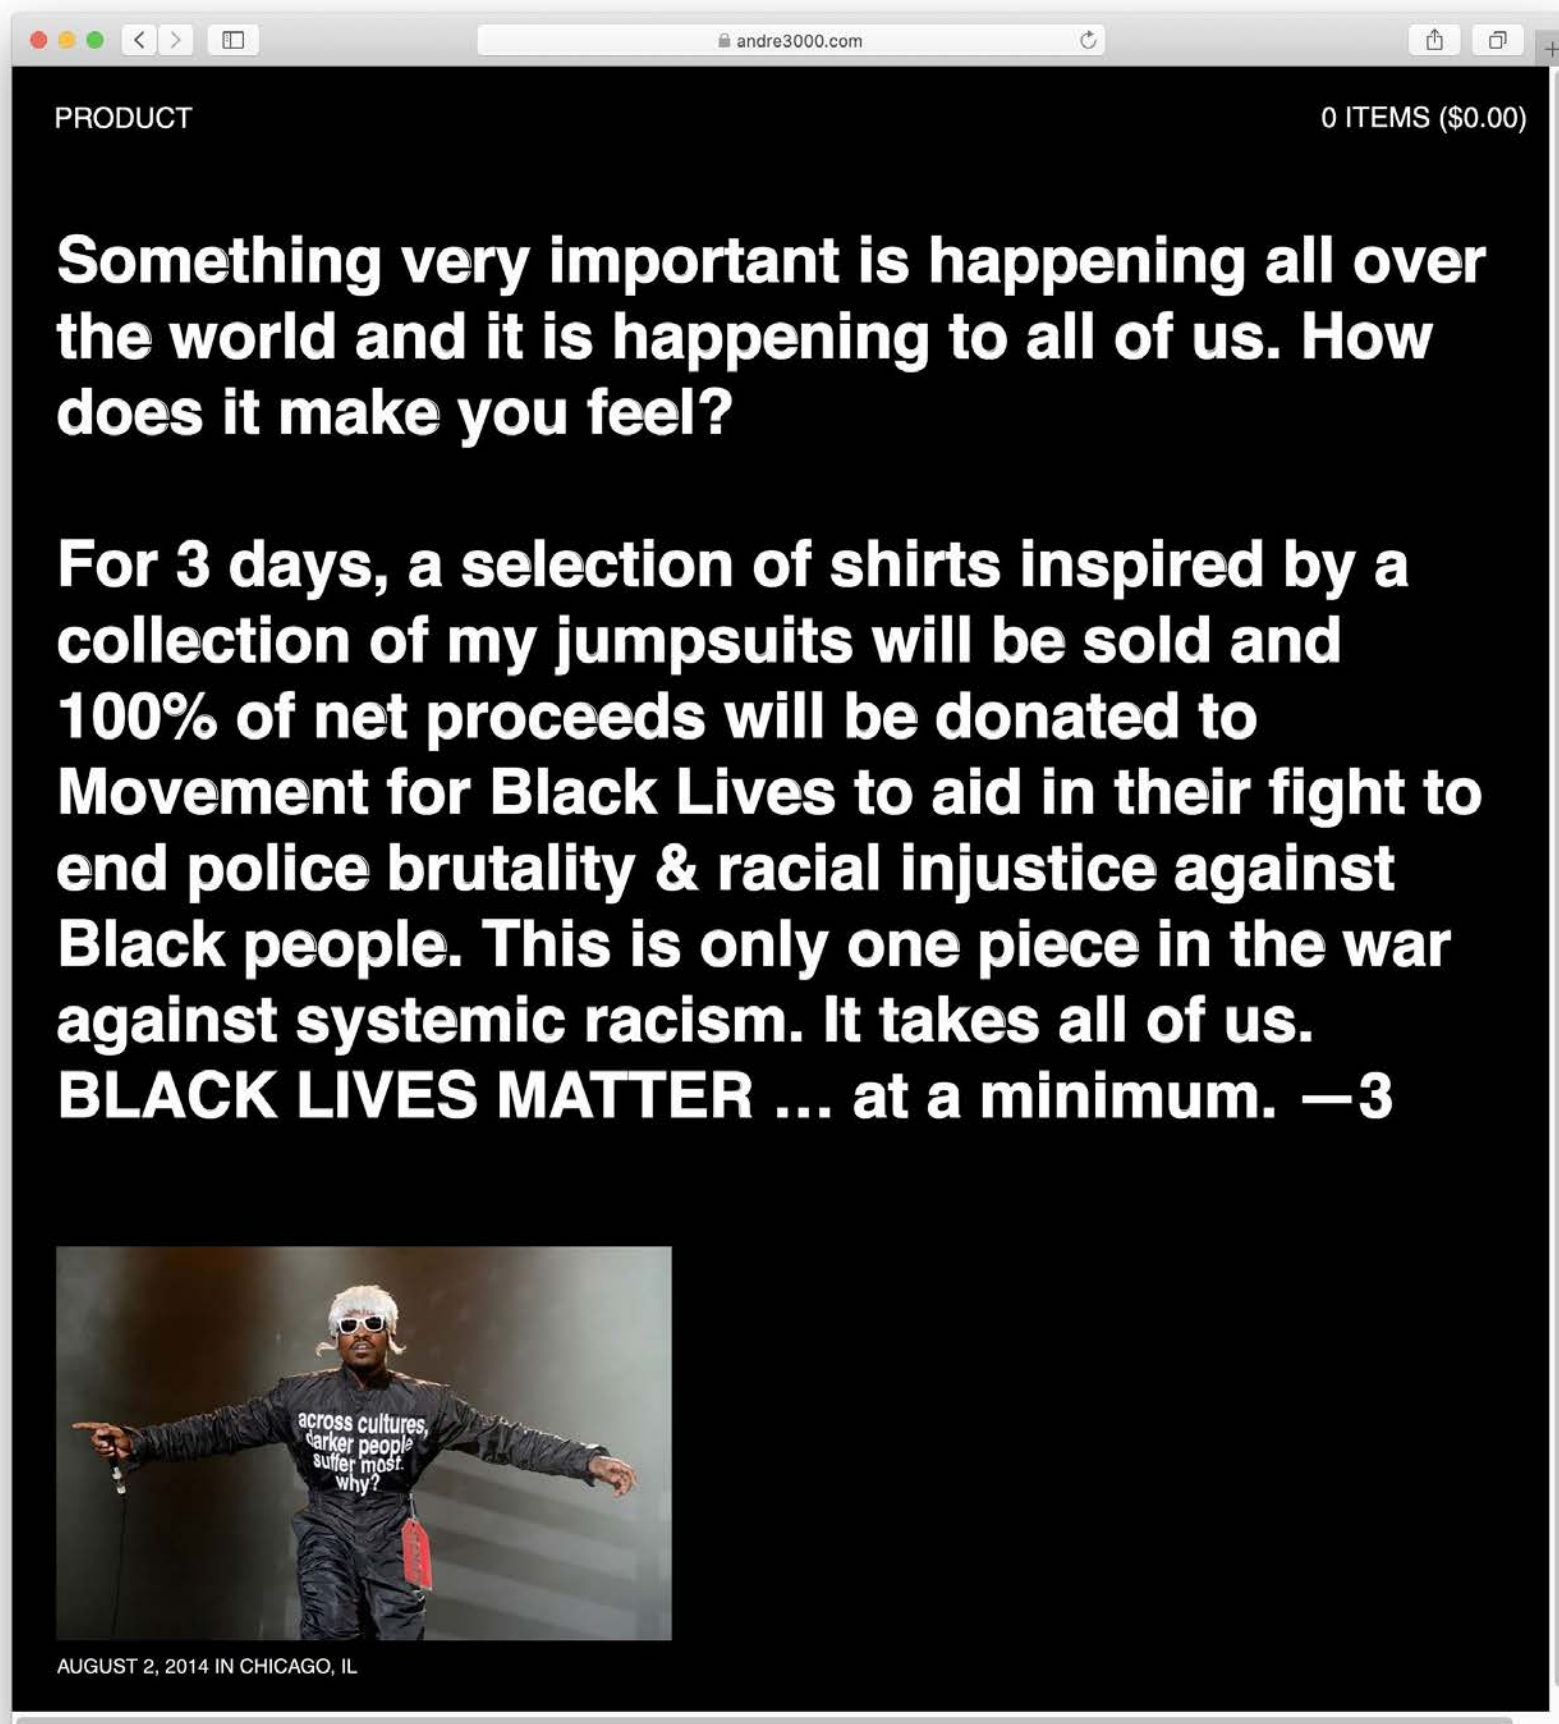 andre3000.com
PRODUCT
0 ITEMS ($0.00)
Something very important is happening all over
the world and it is happening to all of us. How
does it make you feel?
For 3 days, a selection of shirts inspired by a
collection of my jumpsuits will be sold and
100% of net proceeds will be donated to
Movement for Black Lives to aid in their fight to
end police brutality & racial injustice against
Black people. This is only one piece in the war
against systemic racism. It takes all of us.
BLACK LIVES MATTER ... at a minimum. —3
across cultures,
darker people
suffer most.
why?
AUGUST 2, 2014 IN CHICAGO, IL